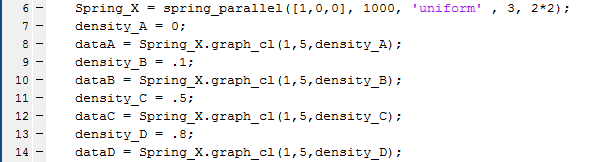 6 - Spring_X = spring_parallel([1,0,0], 1000, 'uniform' , 3, 2*2);
7 - density_A = 0;
8 - dataA = Spring_X.graph_cl(1,5,density_A);
9 - density_B = .1;
10 - dataB = Spring_X.graph_cl(1,5,density_B);
11 - density_C = .5;
12 - dataC = Spring_X.graph_cl(1,5,density_C);
13 - density_D = .8;
14 - dataD = Spring_X.graph_cl(1,5,density_D);